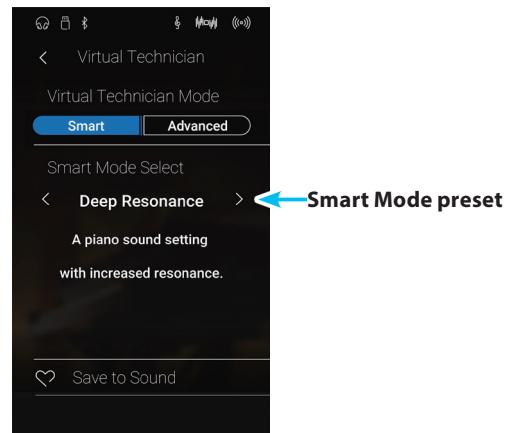 Virtual Technician
Virtual Technician Mode
Smart Advanced
Smart Mode Select
Deep Resonance
Smart Mode preset
A piano sound setting
with increased resonance.
Save to Sound